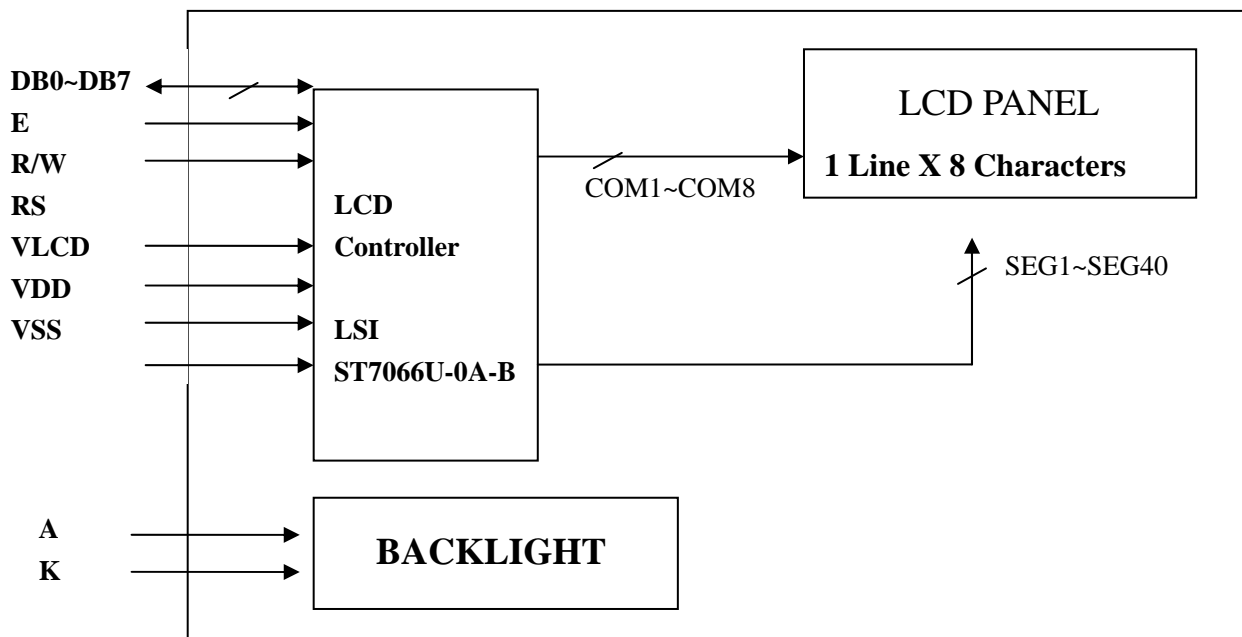 DB0~DB7
E
R/W
RS
VLCD
VDD
VSS
LCD
Controller
LSI
ST7066U-0A-B
COM1~COM8
LCD PANEL
1 Line X 8 Characters
SEG1~SEG40
A
K
BACKLIGHT